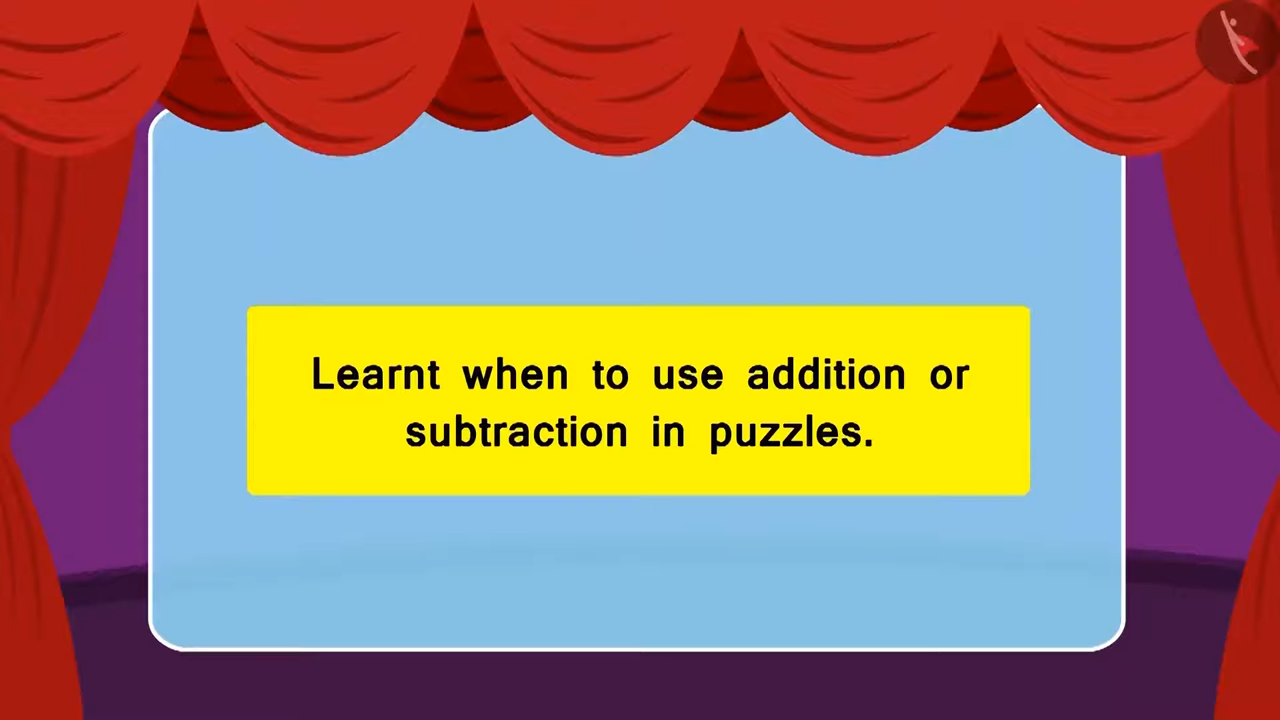 Learnt when to use addition or
subtraction in puzzles.